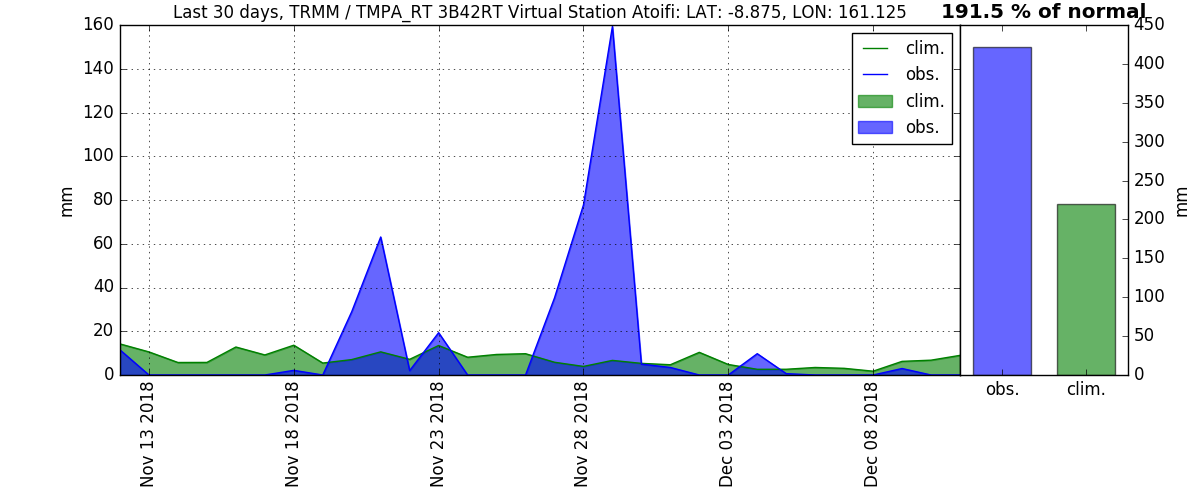 Last 30 days, TRMM / TMPA_RT 3B42RT Virtual Station Atoifi: LAT: -8.875, LON: 161.125
191.5 % of normal
160
140
120
100
80
60
40
20
0
mm
clim.
obs.
clim.
obs.
Nov 13 2018
Nov 18 2018
Nov 23 2018
Nov 28 2018
Dec 03 2018
Dec 08 2018
450
400
350
300
250
200
150
100
50
0
mm
obs.
clim.